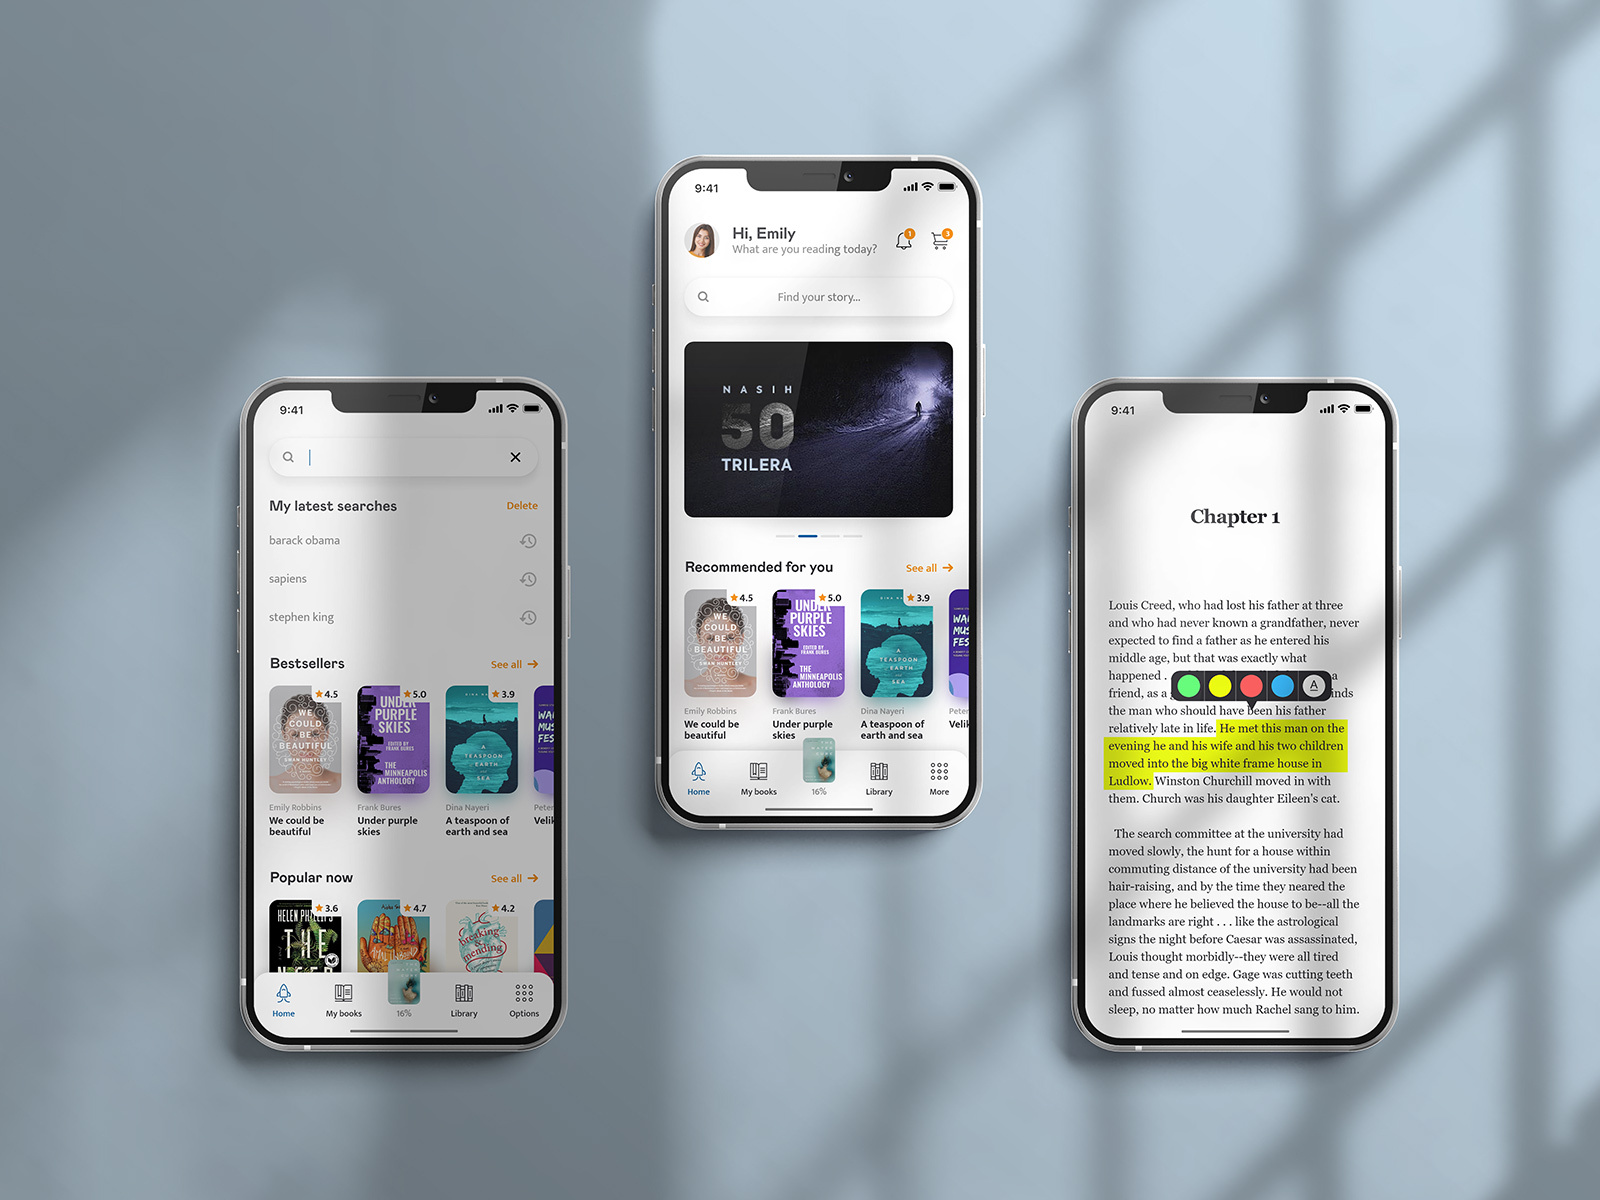 9:41
My latest searches
Delete
barack obama
sapiens
stephen king
Bestsellers
See all
4.5
5.0
3.9
WE
COULD
BE
BEAUTIFUL
SWAN HUNTLEY
UNDER
PURPLE
SKIES
EDITED BY
FRANK BURES
THE
MINNEAPOLIS
ANTHOLOGY
A
TEASPOON
EARTH
SEA
Emily Robbins
We could be
beautiful
Frank Bures
Under purple
skies
Dina Nayeri
A teaspoon of
earth and sea
Peter
Velik
Popular now
See all
3.6
4.7
4.2
HELEN
THE
breaking
&
mending
Home
My books
16%
Library
Options
9:41
Hi, Emily
What are you reading today?
1
3
Find your story...
NASIH
50
TRILERA
Recommended for you
See all
4.5
5.0
3.9
WE
COULD
BE
BEAUTIFUL
SWAN HUNTLEY
UNDER
PURPLE
SKIES
EDITED BY
FRANK BURES
THE
MINNEAPOLIS
ANTHOLOGY
A TEASPOON
EARTH
SEA
Emily Robbins
We could be
beautiful
Frank Bures
Under purple
skies
Dina Nayeri
A teaspoon of
earth and sea
Peter
Velik
Home
My books
16%
Library
More
9:41
Chapter 1
Louis Creed, who had lost his father at three
and who had never known a grandfather, never
expected to find a father as he entered his
middle age, but that was exactly what
happened . a
A
friend, as a inds
the man who should have been his father
relatively late in life. He met this man on the
evening he and his wife and his two children
moved into the big white frame house in
Ludlow. Winston Churchill moved in with
them. Church was his daughter Eileen's cat.
The search committee at the university had
moved slowly, the hunt for a house within
commuting distance of the university had been
hair-raising, and by the time they neared the
place where he believed the house to be--all the
landmarks are right . . . like the astrological
signs the night before Caesar was assassinated,
Louis thought morbidly--they were all tired
and tense and on edge. Gage was cutting teeth
and fussed almost ceaselessly. He would not
sleep, no matter how much Rachel sang to him.